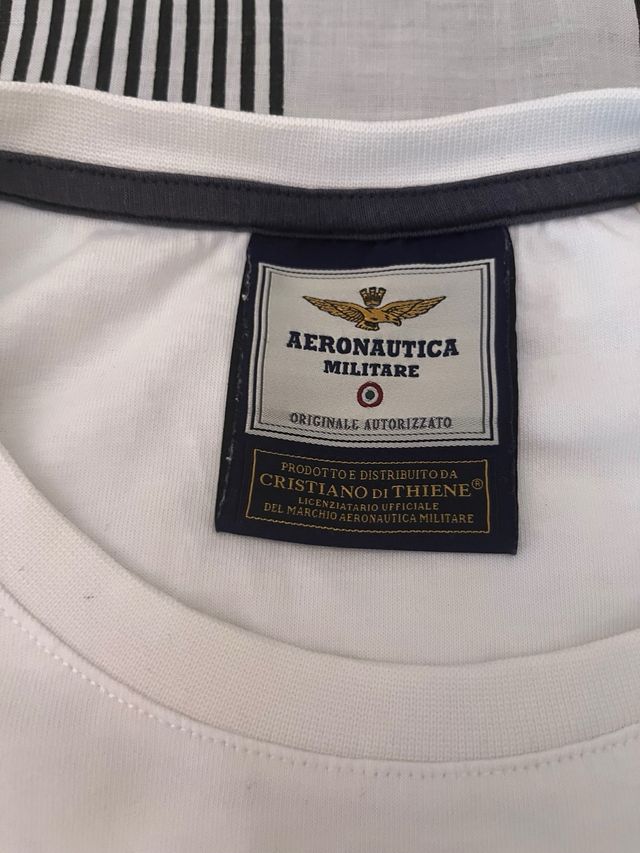 AERONAUTICA
MILITARE
ORIGINALE AUTORIZZATO
PRODOTTO E DISTRIBUITO DA
CRISTIANO DI THIENE®
LICENZIATARIO UFFICIALE
DEL MARCHIO AERONAUTICA MILITARE